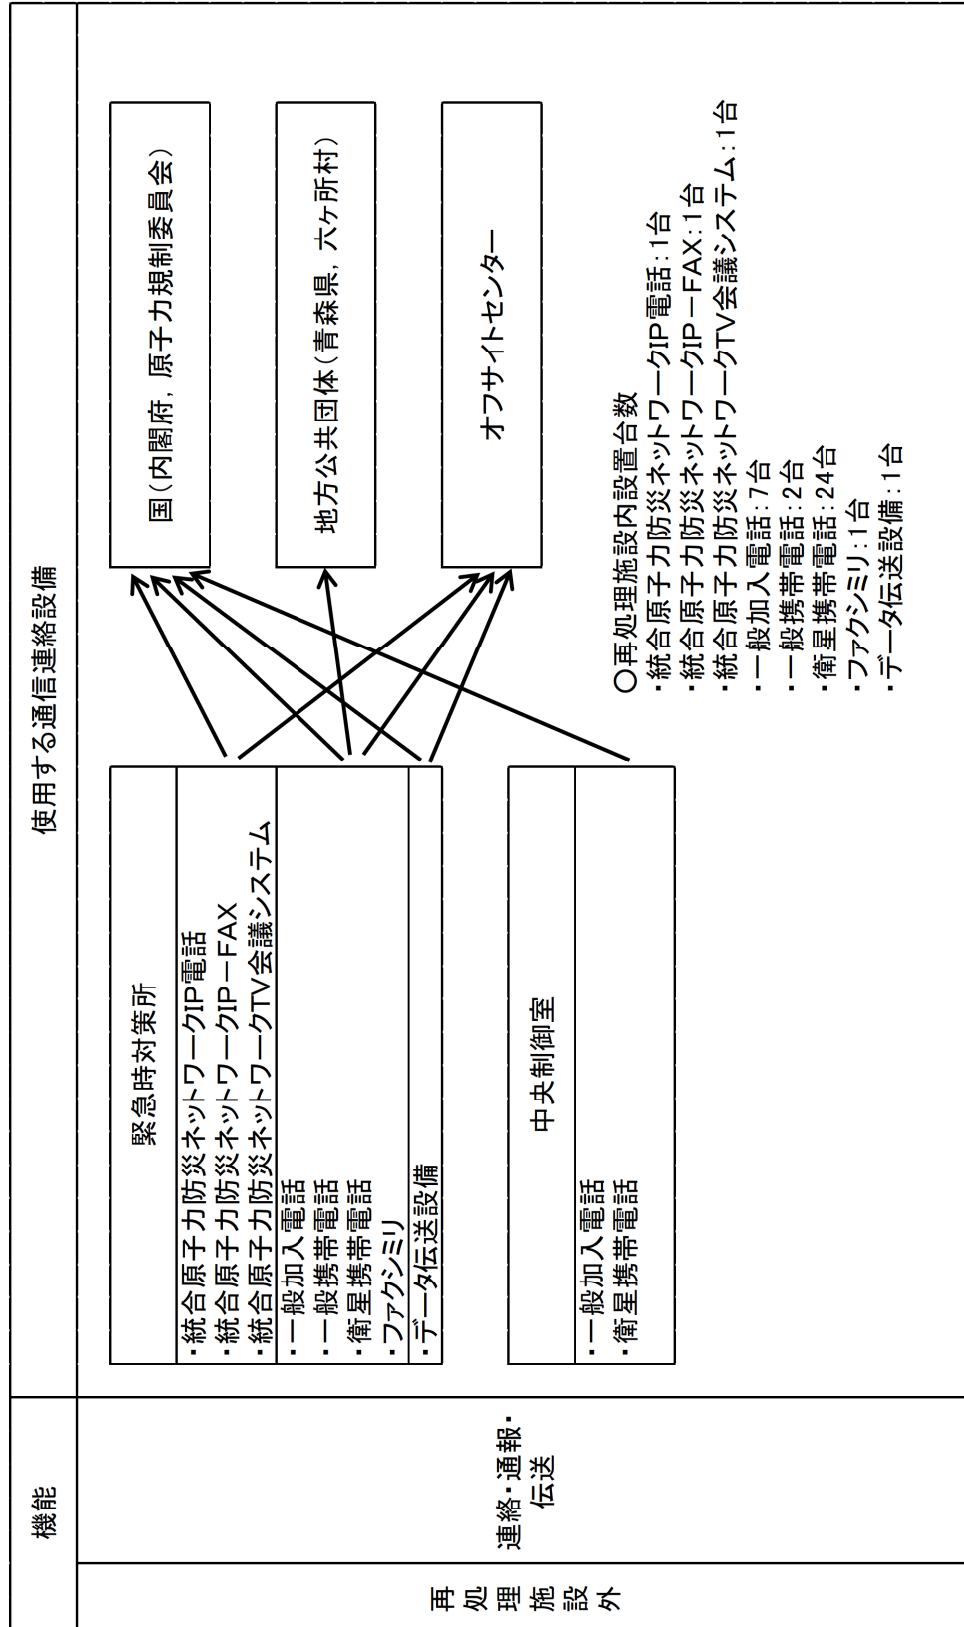 機能
使用する通信連絡設備
再処理施設外
連絡・通報・
伝送
緊急時対策所
・統合原子力防災ネットワークIP電話
・統合原子力防災ネットワークIP－FAX
・統合原子力防災ネットワークTV会議システム
・一般加入電話
・一般携帯電話
・衛星携帯電話
・ファクシミリ
・データ伝送設備
中央制御室
・一般加入電話
・衛星携帯電話
国（内閣府，原子力規制委員会）
地方公共団体（青森県，六ケ所村）
オフサイトセンター
○再処理施設内設置台数
・統合原子力防災ネットワークIP電話：1台
・統合原子力防災ネットワークIP－FAX：1台
・統合原子力防災ネットワークTV会議システム：1台
・一般加入電話：7台
・一般携帯電話：2台
・衛星携帯電話：24台
・ファクシミリ：1台
・データ伝送設備：1台